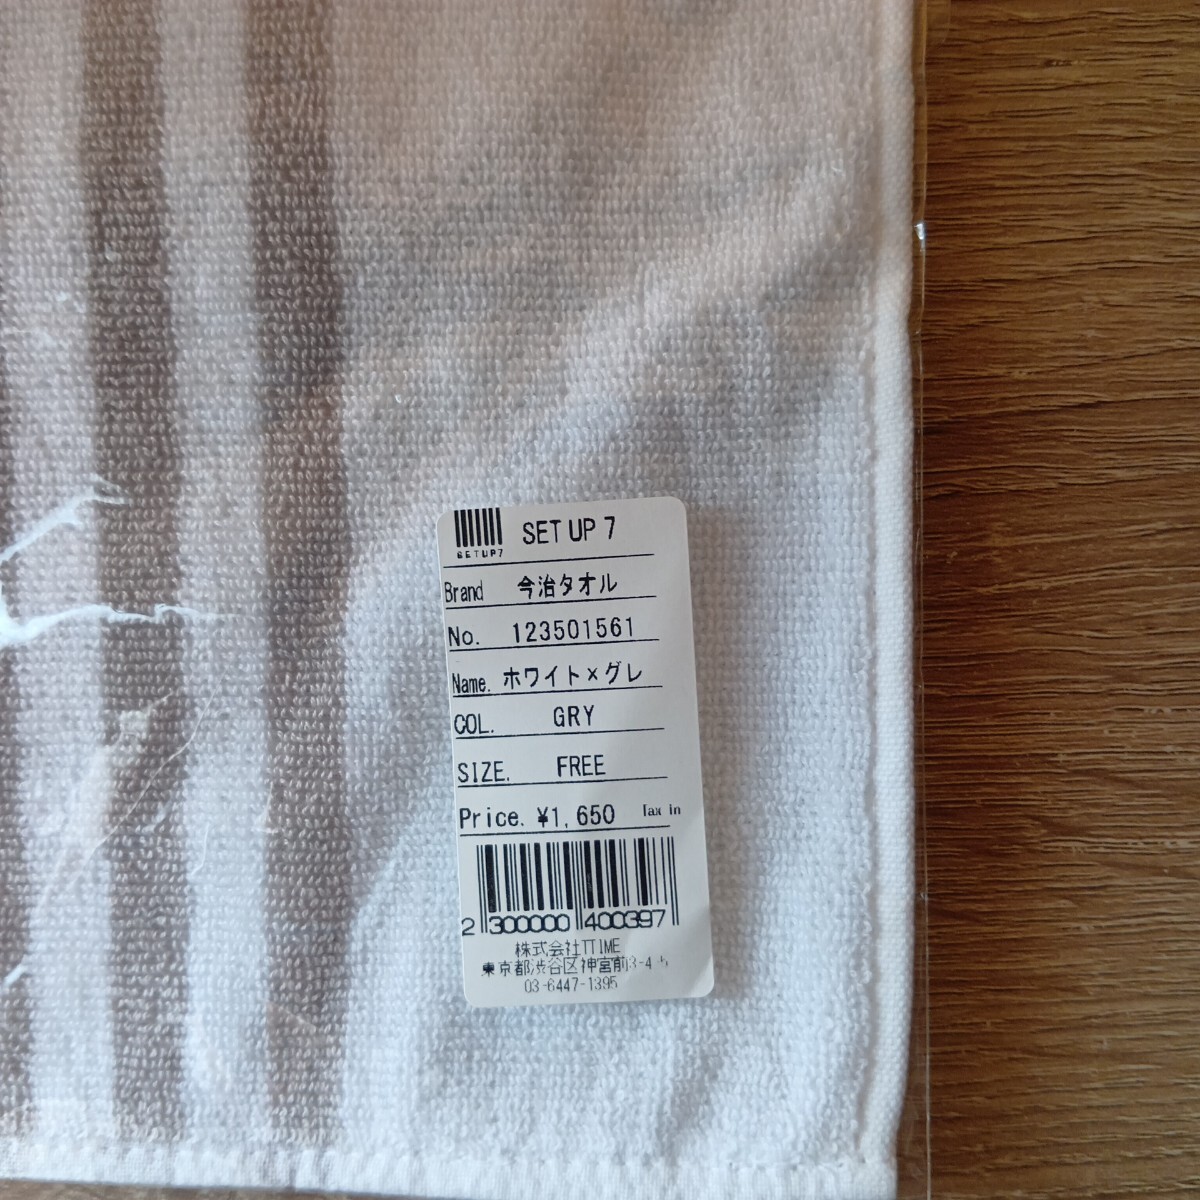 SETUP7
SET UP 7
Brand 今治タオル
No. 123501561
Name. ホワイト×グレ
COL. GRY
SIZE. FREE
Price. ¥1,650 Tax in
2 300000 400397
株式会社TTIME
東京都渋谷区神宮前3-4-5
03-6447-1395